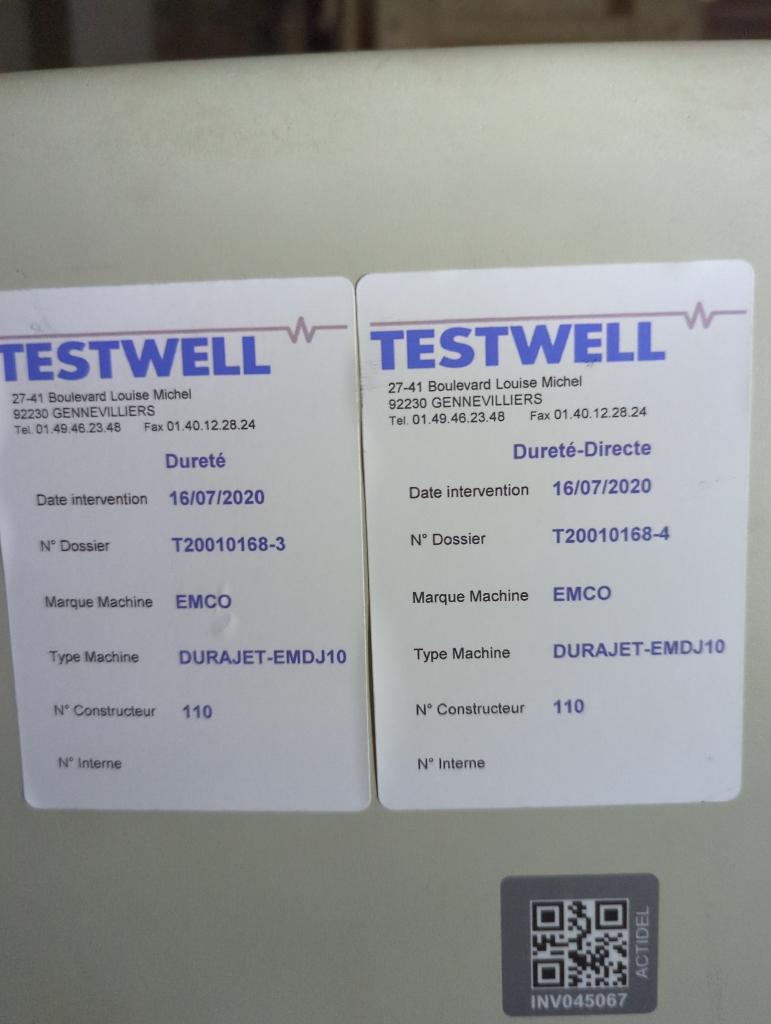 TESTWELL
27-41 Boulevard Louise Michel
92230 GENNEVILLIERS
Tel. 01.49.46.23.48 Fax 01.40.12.28.24
Dureté
Date intervention 16/07/2020
N° Dossier T20010168-3
Marque Machine EMCO
Type Machine DURAJET-EMDJ10
N° Constructeur 110
N° Interne
TESTWELL
27-41 Boulevard Louise Michel
92230 GENNEVILLIERS
Tel. 01.49.46.23.48 Fax 01.40.12.28.24
Dureté-Directe
Date intervention 16/07/2020
N° Dossier T20010168-4
Marque Machine EMCO
Type Machine DURAJET-EMDJ10
N° Constructeur 110
N° Interne
ACTIDEL
INV045067